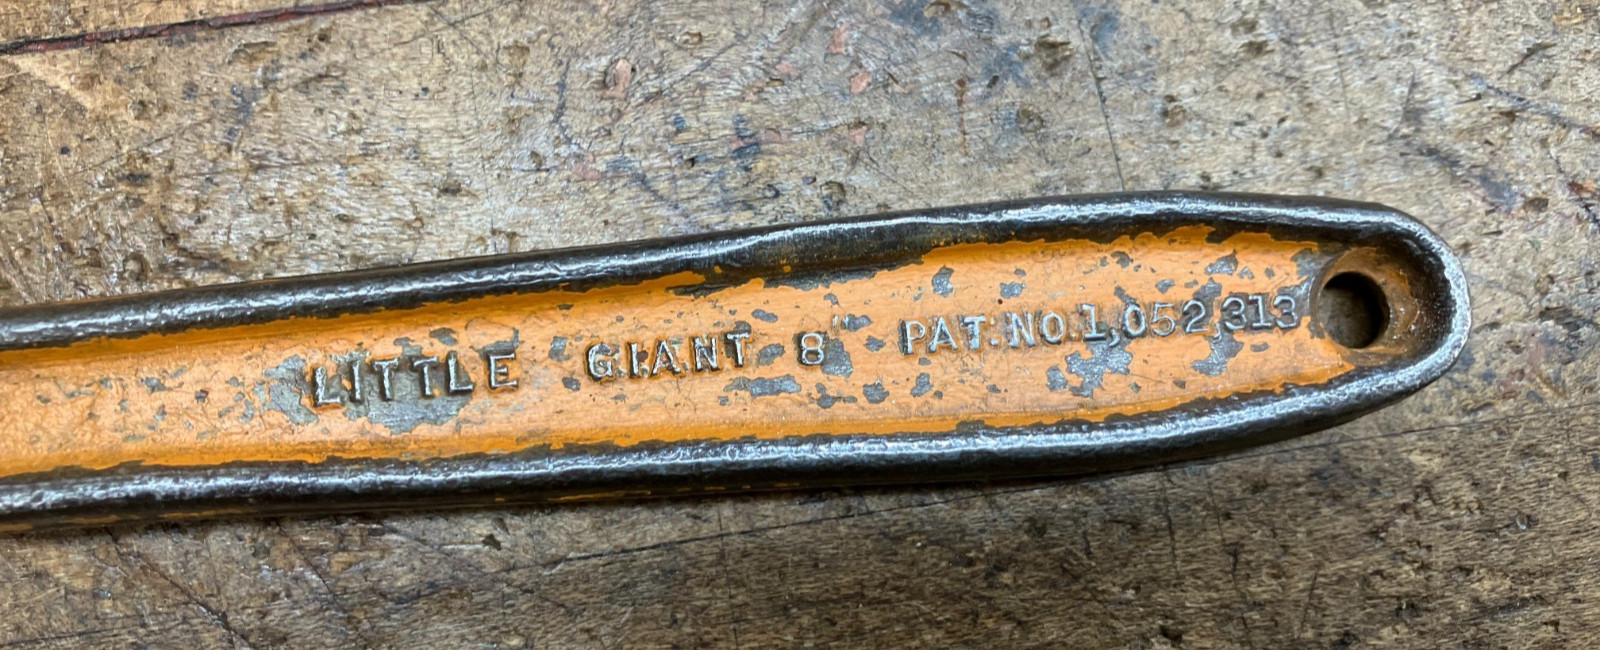 LITTLE GIANT 8" PAT. NO. 1,052,313